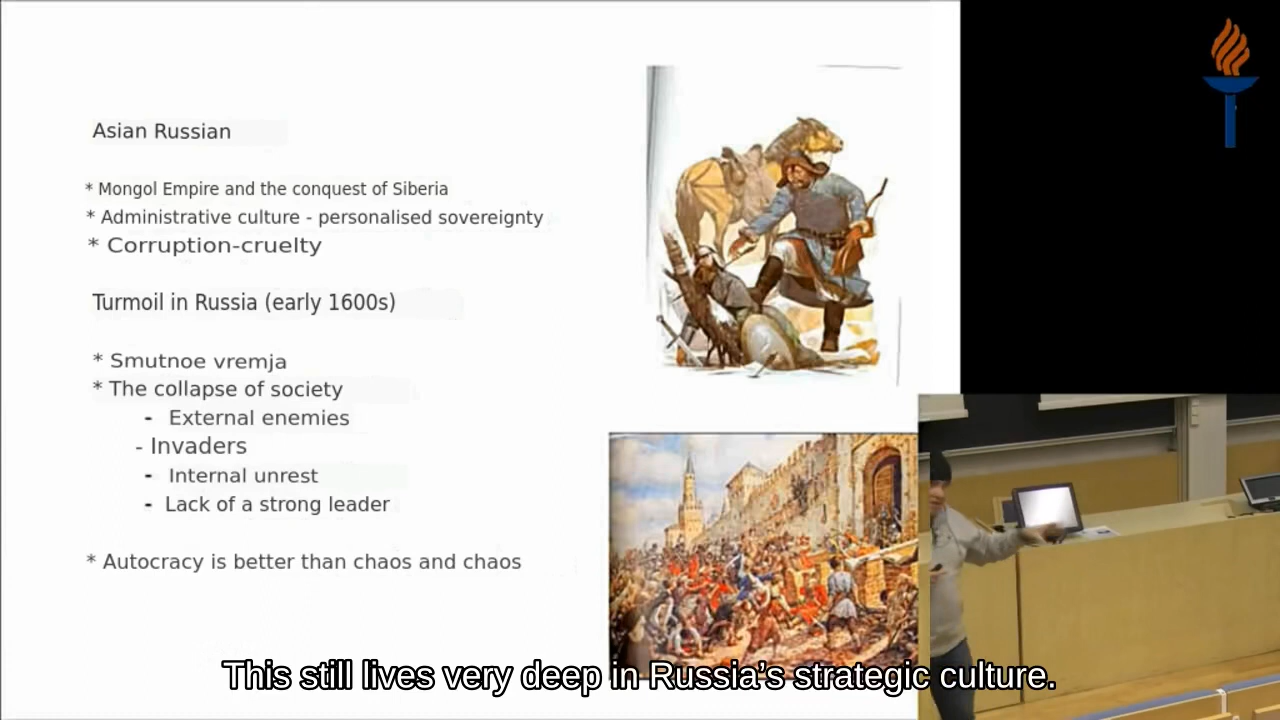 Asian Russian
* Mongol Empire and the conquest of Siberia
* Administrative culture - personalised sovereignty
* Corruption-cruelty
Turmoil in Russia (early 1600s)
* Smutnoe vremja
* The collapse of society
- External enemies
- Invaders
- Internal unrest
- Lack of a strong leader
* Autocracy is better than chaos and chaos
This still lives very deep in Russia’s strategic culture.